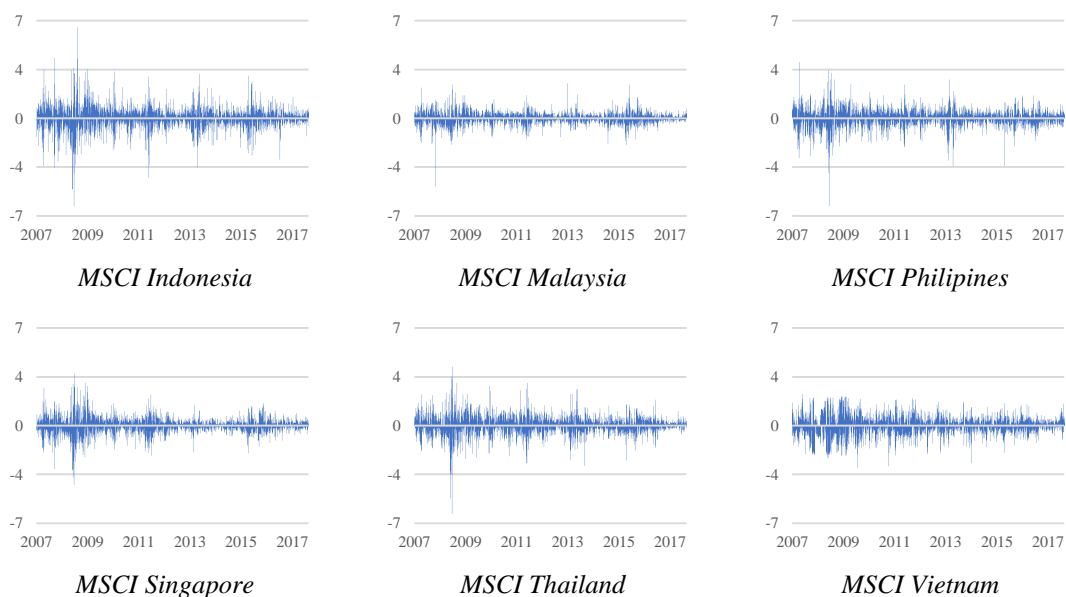 7 7 7
4 4 4
0 0 0
-4 -4 -4
-7 -7 -7
2007 2009 2011 2013 2015 2017 2007 2009 2011 2013 2015 2017 2007 2009 2011 2013 2015 2017
MSCI Indonesia MSCI Malaysia MSCI Philipines
7 7 7
4 4 4
0 0 0
-4 -4 -4
-7 -7 -7
2007 2009 2011 2013 2015 2017 2007 2009 2011 2013 2015 2017 2007 2009 2011 2013 2015 2017
MSCI Singapore MSCI Thailand MSCI Vietnam